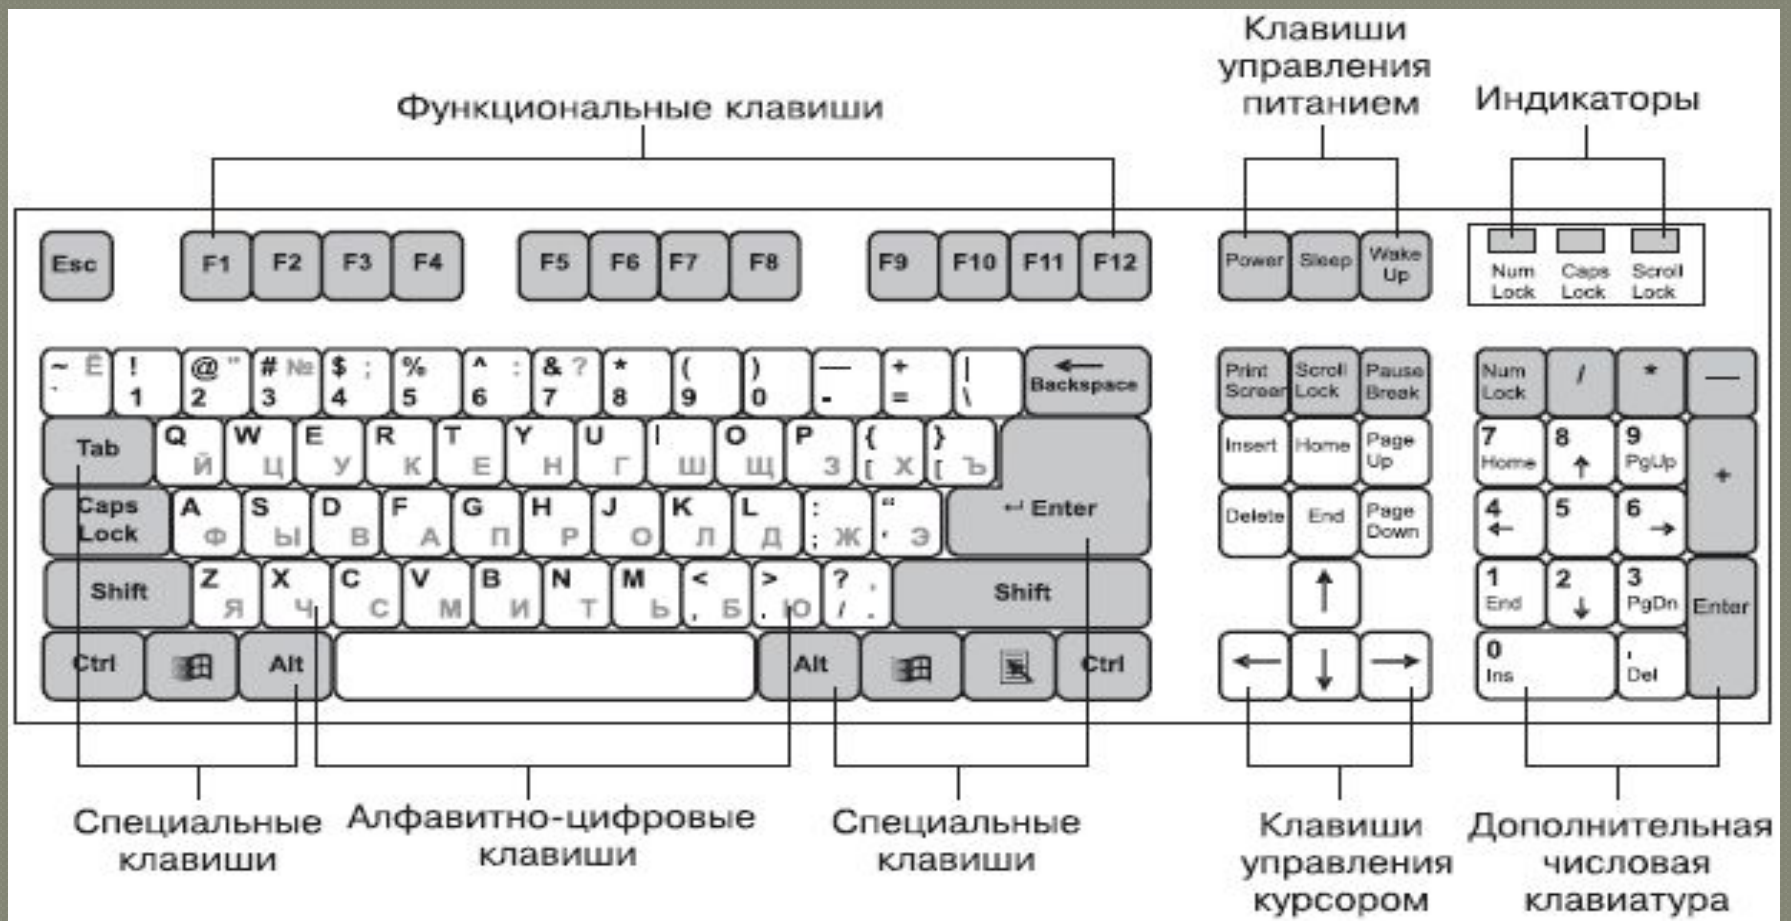 Клавиши
управления
питанием
Функциональные клавиши
Индикаторы
Esc F1 F2 F3 F4 F5 F6 F7 F8 F9 F10 F11 F12 Power Sleep Wake Up
Num Lock Caps Lock Scroll Lock
~ Ё ` ! 1 @ " 2 # № 3 $ ; 4 % 5 ^ : 6 & ? 7 * 8 ( 9 ) 0 — - + = | \ ← Backspace Print Screen Scroll Lock Pause Break Num Lock / * —
Tab Q Й W Ц E У R К T Е Y Н U Г I Ш O Щ P З { [ Х } [ Ъ Insert Home Page Up 7 Home 8 ↑ 9 PgUp +
Caps Lock A Ф S Ы D В F А G П H Р J О K Л L Д : ; Ж “ ' Э ↵ Enter Delete End Page Down 4 ← 5 6 →
Shift Z Я X Ч C С V М B И N Т M Ь < , Б > . Ю ? / , . Shift ↑ 1 End 2 ↓ 3 PgDn Enter
Ctrl Alt Alt Ctrl ← ↓ → 0 Ins , Del
Специальные
клавиши
Алфавитно-цифровые
клавиши
Специальные
клавиши
Клавиши
управления
курсором
Дополнительная
числовая
клавиатура